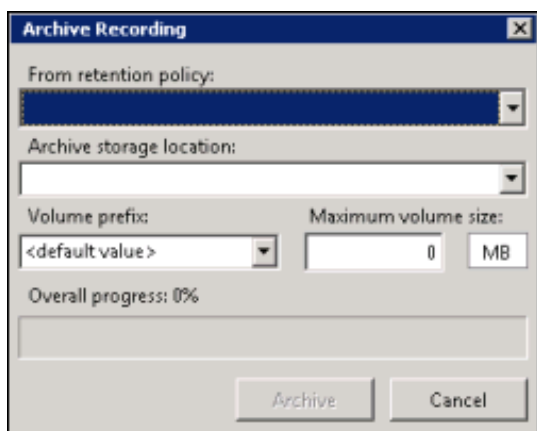 Archive Recording
From retention policy:
Archive storage location:
Volume prefix: Maximum volume size:
<default value> 0 MB
Overall progress: 0%
Archive Cancel